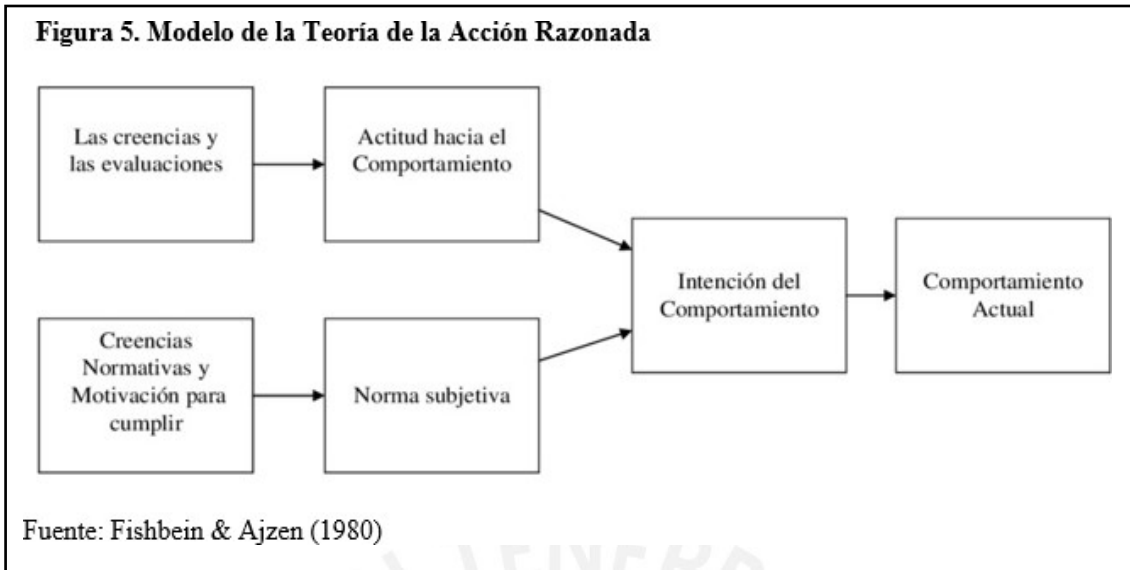 Figura 5. Modelo de la Teoría de la Acción Razonada
Las creencias y
las evaluaciones
Actitud hacia el
Comportamiento
Intención del
Comportamiento
Comportamiento
Actual
Creencias
Normativas y
Motivación para
cumplir
Norma subjetiva
Fuente: Fishbein & Ajzen (1980)